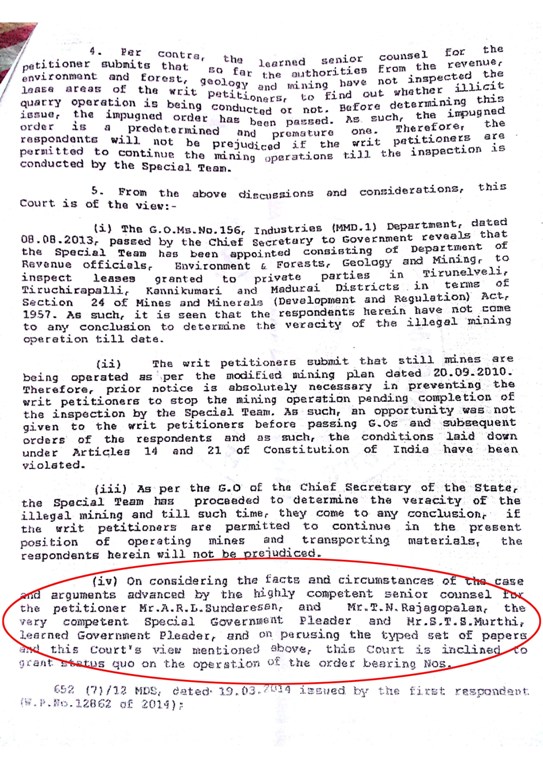 4. Per contra, the learned senior counsel for the
petitioner submits that so far the authorities from the revenue,
environment and forest, geology and mining have not inspected the
lease areas of the writ petitioners, to find out whether illicit
quarry operation is being conducted or not. Before determining this
issue, the impugned order has been passed. As such, the impugned
order is a predetermined and premature one. Therefore, the
respondents will not be prejudiced if the writ petitioners are
permitted to continue the mining operations till the inspection is
conducted by the Special Team.
5. From the above discussions and considerations, this
Court is of the view:-
(i) The G.O.Ms.No.156, Industries (MMD.1) Department, dated
08.08.2013, passed by the Chief Secretary to Government reveals that
the Special Team has been appointed consisting of Department of
Revenue officials, Environment & Forests, Geology and Mining, to
inspect leases granted to private parties in Tirunelveli,
Tiruchirapalli, Kannikumari and Madurai Districts in terms of
Section 24 of Mines and Minerals (Development and Regulation) Act,
1957. As such, it is seen that the respondents herein have not come
to any conclusion to determine the veracity of the illegal mining
operation till date.
(ii) The writ petitioners submit that still mines are
being operated as per the modified mining plan dated 20.09.2010.
Therefore, prior notice is absolutely necessary in preventing the
writ petitioners to stop the mining operation pending completion of
the inspection by the Special Team. As such, an opportunity was not
given to the writ petitioners before passing G.Os and subsequent
orders of the respondents and as such, the conditions laid down
under Articles 14 and 21 of Constitution of India have been
violated.
(iii) As per the G.O of the Chief Secretary of the State,
the Special Team has proceeded to determine the veracity of the
illegal mining and till such time, they come to any conclusion, if
the writ petitioners are permitted to continue in the present
position of operating mines and transporting materials, the
respondents herein will not be prejudiced.
(iv) On considering the facts and circumstances of the case
and arguments advanced by the highly competent senior counsel for
the petitioner Mr.A.R.L.Sundaresan, and Mr.T.N.Rajagopalan, the
very competent Special Government Pleader and Mr.S.T.S.Murthi,
learned Government Pleader, and on perusing the typed set of papers
and this Court's view mentioned above, this Court is inclined to
grant status quo on the operation of the order bearing Nos.
652 (7)/12 MDS, dated 19.03.2014 issued by the first respondent
(W.P.No.12862 of 2014);